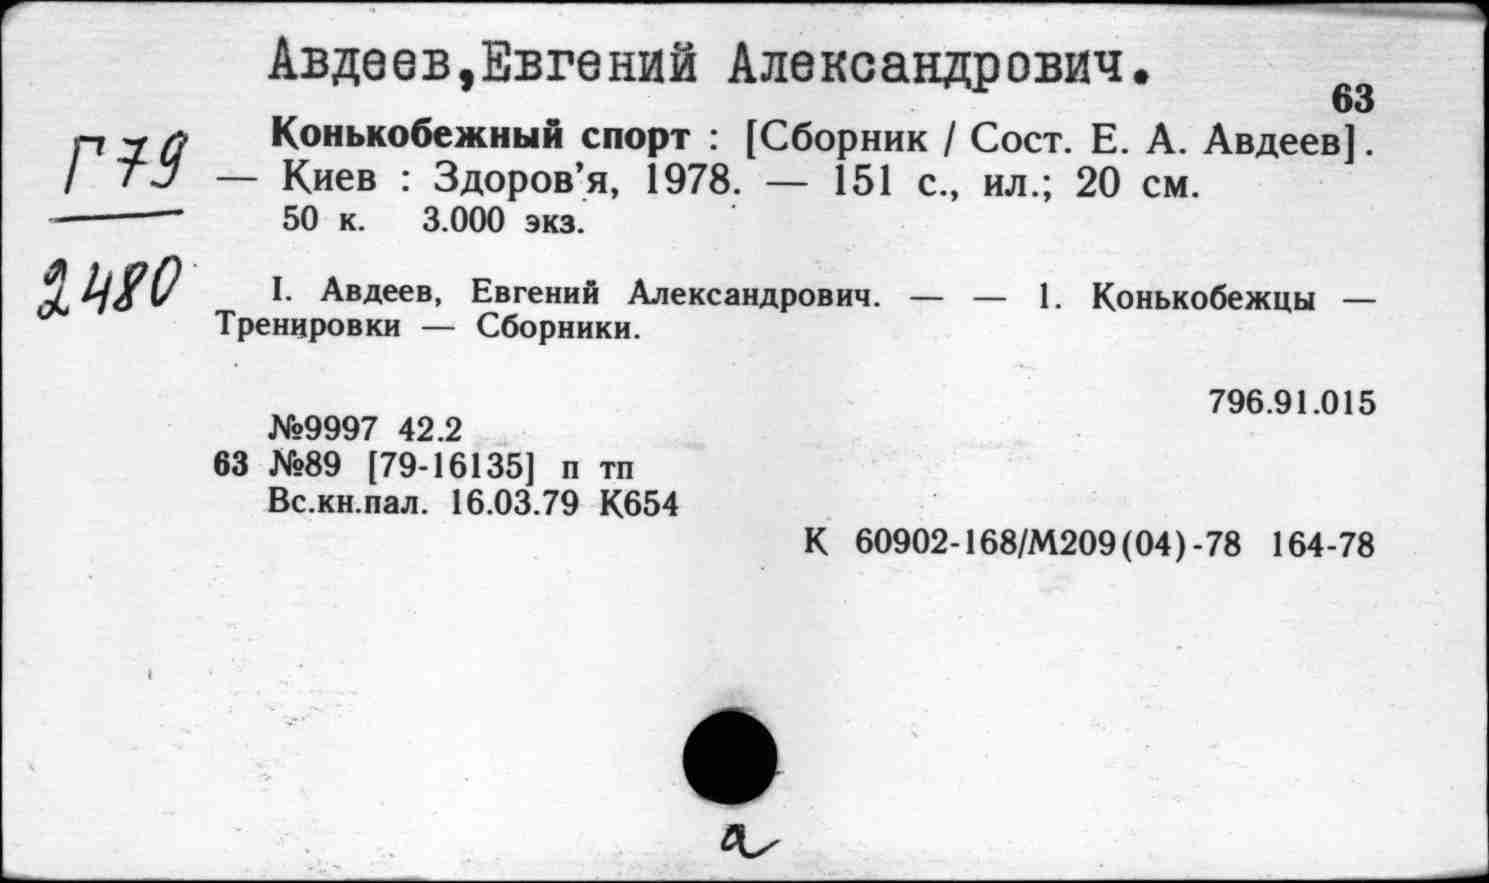 Авдеев,Евгений Александрович.
63
Г79
Конькобежный спорт : [Сборник / Сост. Е. А. Авдеев].
— Киев : Здоров’я, 1978. — 151 с., ил.; 20 см.
50 к. 3.000 экз.
2480
I. Авдеев, Евгений Александрович. — — 1. Конькобежцы —
Тренировки — Сборники.
796.91.015
№9997 42.2
63 №89 [79-16135] п тп
Вс.кн.пал. 16.03.79 К654
К 60902-168/М209(04)-78 164-78